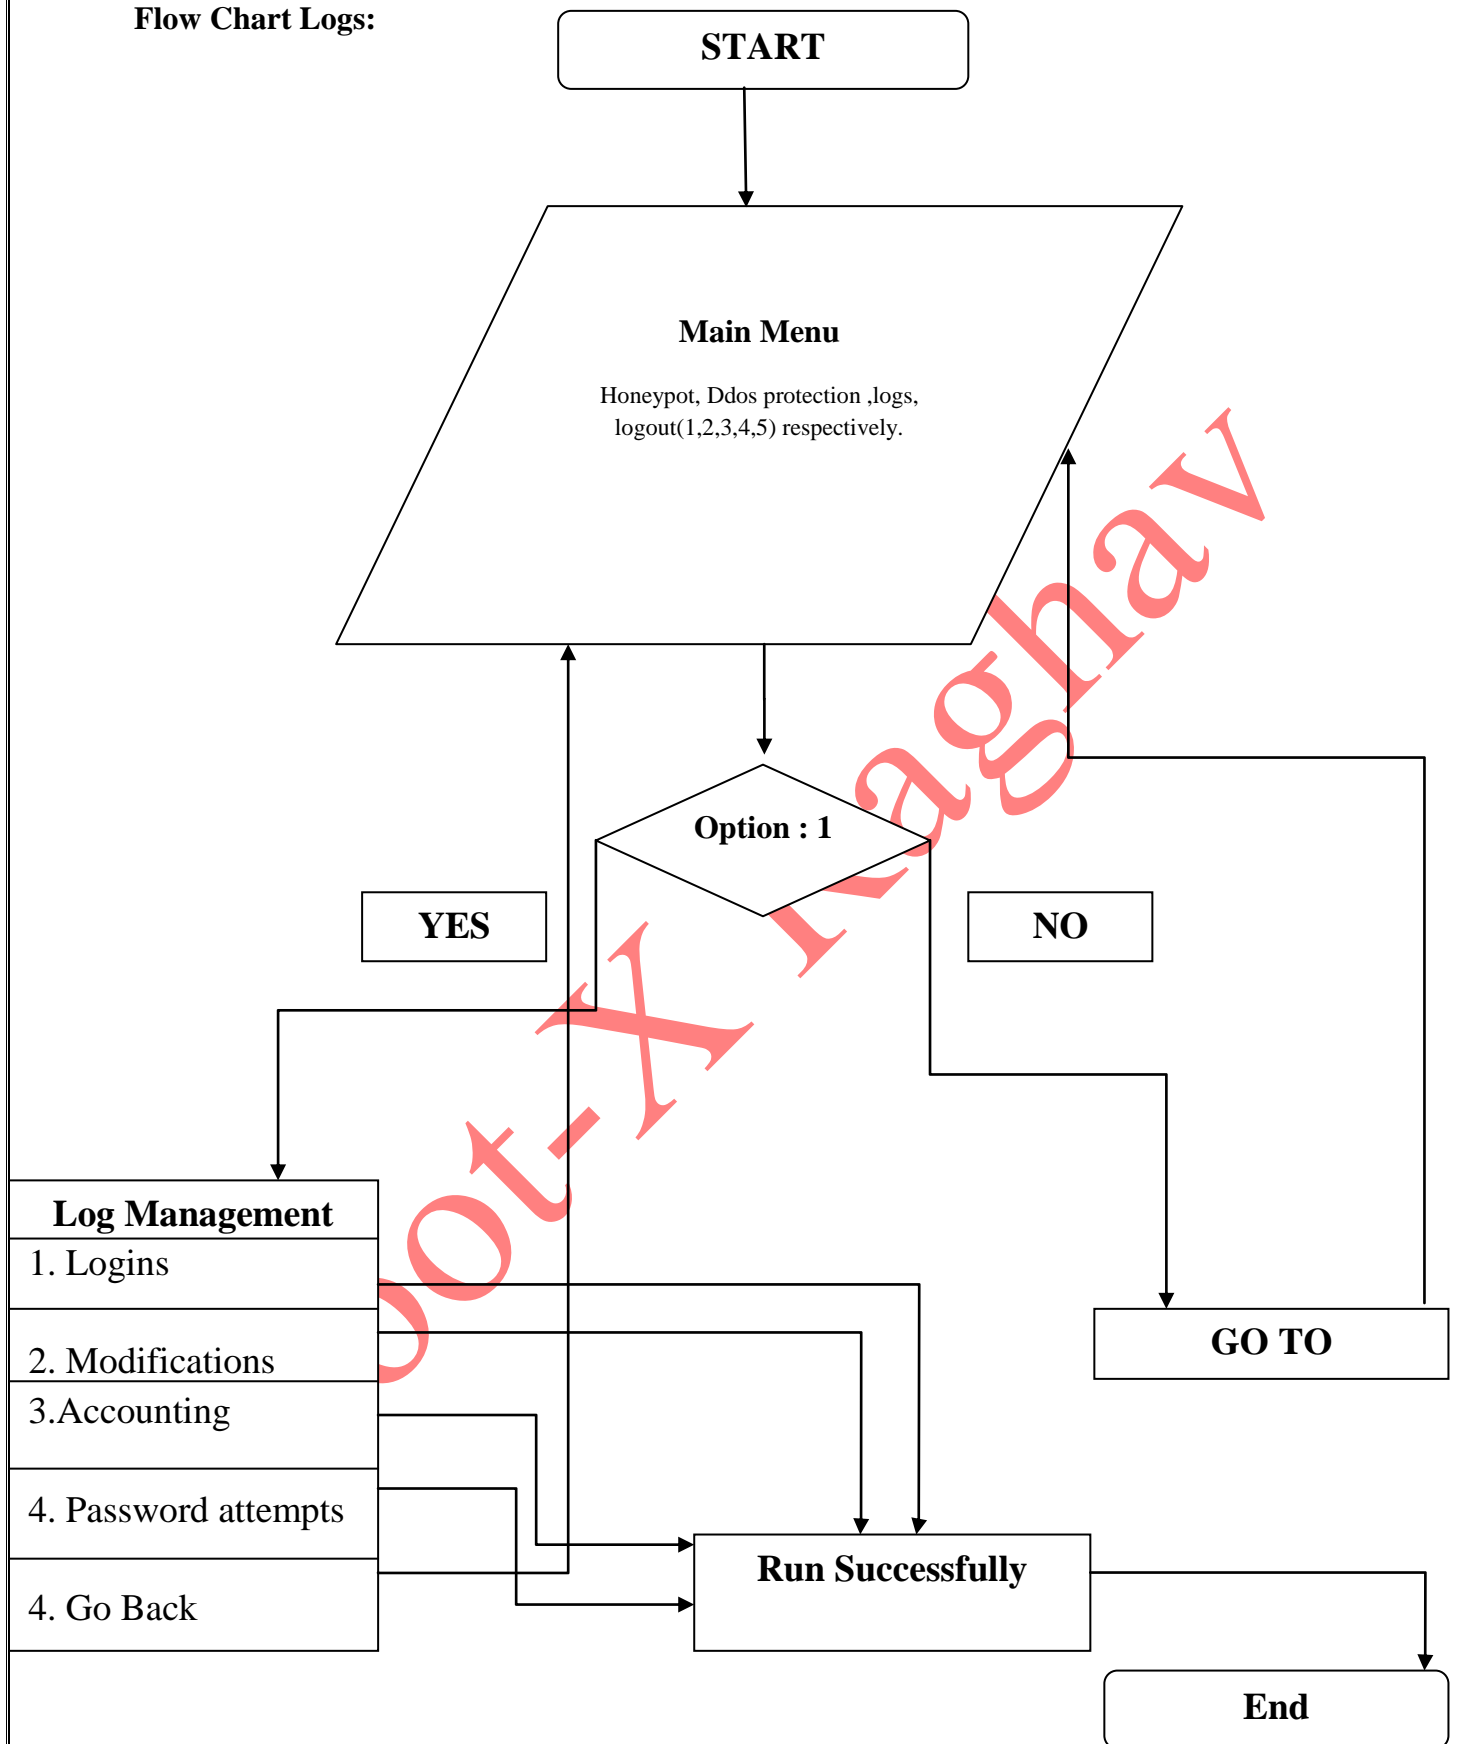 Flow Chart Logs:
START
Main Menu
Honeypot, Ddos protection ,logs,
logout(1,2,3,4,5) respectively.
Option : 1
YES
NO
Log Management
1. Logins
2. Modifications
3.Accounting
4. Password attempts
4. Go Back
GO TO
Run Successfully
End
oot-X Raghav